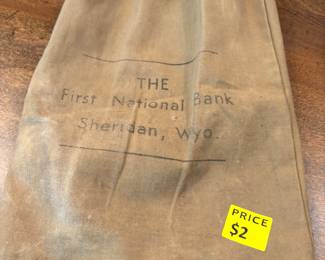 THE
First National Bank
Sheridan, Wyo.
PRICE
$2